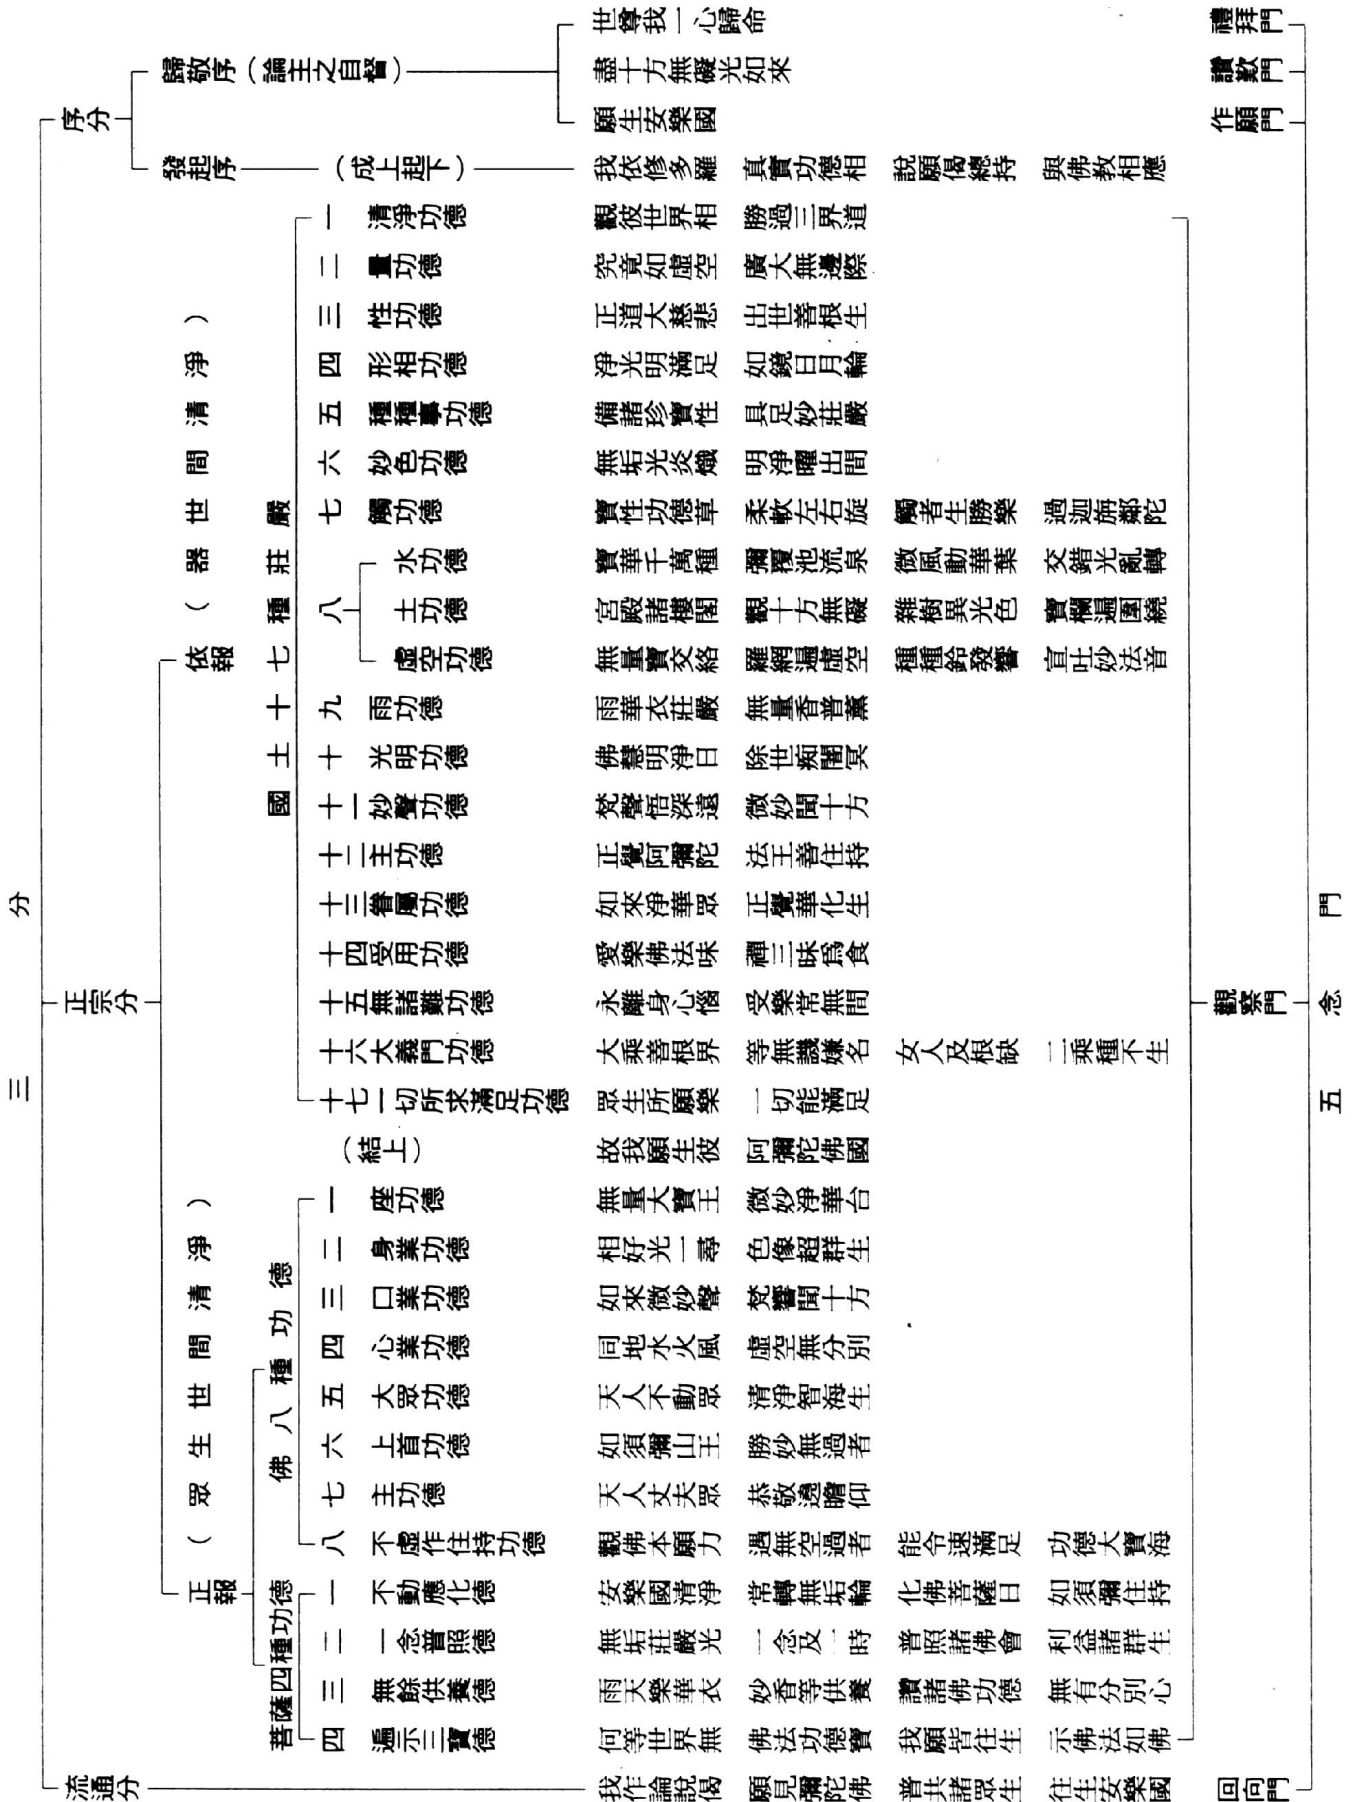 三分
序分
歸敬序(論主之自督)
世尊我一心歸命 禮拜門
盡十方無礙光如來 讚歎門
願生安樂國 作願門
發起序 (成上起下) 我依修多羅 真實功德相 說願偈總持 與佛教相應
正宗分
依報(器世間清淨)
國土十七種莊嚴
一 清淨功德 觀彼世界相 勝過三界道
二 量功德 究竟如虛空 廣大無邊際
三 性功德 正道大慈悲 出世善根生
四 形相功德 淨光明滿足 如鏡日月輪
五 種種事功德 備諸珍寶性 具足妙莊嚴
六 妙色功德 無垢光炎熾 明淨曜世間
七 觸功德 寶性功德草 柔軟左右旋 觸者生勝樂 過迦旃鄰陀
八
水功德 寶華千萬種 彌覆池流泉 微風動華葉 交錯光亂轉
土功德 宮殿諸樓閣 觀十方無礙 雜樹異光色 寶欄遍圍繞
虛空功德 無量寶交絡 羅網遍虛空 種種鈴發響 宣吐妙法音
九 雨功德 雨華衣莊嚴 無量香普薰
十 光明功德 佛慧明淨日 除世痴闇冥
十一 妙聲功德 梵聲悟深遠 微妙聞十方
十二 主功德 正覺阿彌陀 法王善住持
十三 眷屬功德 如來淨華眾 正覺華化生
十四 受用功德 愛樂佛法味 禪三昧為食
十五 無諸難功德 永離身心惱 受樂常無間
十六 大義門功德 大乘善根界 等無譏嫌名 女人及根缺 二乘種不生
十七 一切所求滿足功德 眾生所願樂 一切能滿足
(結上) 故我願生彼 阿彌陀佛國
觀察門
五念門
正報(眾生世間清淨)
佛八種功德
一 座功德 無量大寶王 微妙淨華台
二 身業功德 相好光一尋 色像超群生
三 口業功德 如來微妙聲 梵響聞十方
四 心業功德 同地水火風 虛空無分別
五 大眾功德 天人不動眾 清淨智海生
六 上首功德 如須彌山王 勝妙無過者
七 主功德 天人丈夫眾 恭敬遶瞻仰
八 不虛作住持功德 觀佛本願力 遇無空過者 能令速滿足 功德大寶海
菩薩四種功德
一 不動應化德 安樂國清淨 常轉無垢輪 化佛菩薩日 如須彌住持
二 一念普照德 無垢莊嚴光 一念及一時 普照諸佛會 利益諸群生
三 無餘供養德 雨天樂華衣 妙香等供養 讚諸佛功德 無有分別心
四 遍示三寶德 何等世界無 佛法功德寶 我願皆往生 示佛法如佛
流通分 我作論說偈 願見彌陀佛 普共諸眾生 往生安樂國 回向門